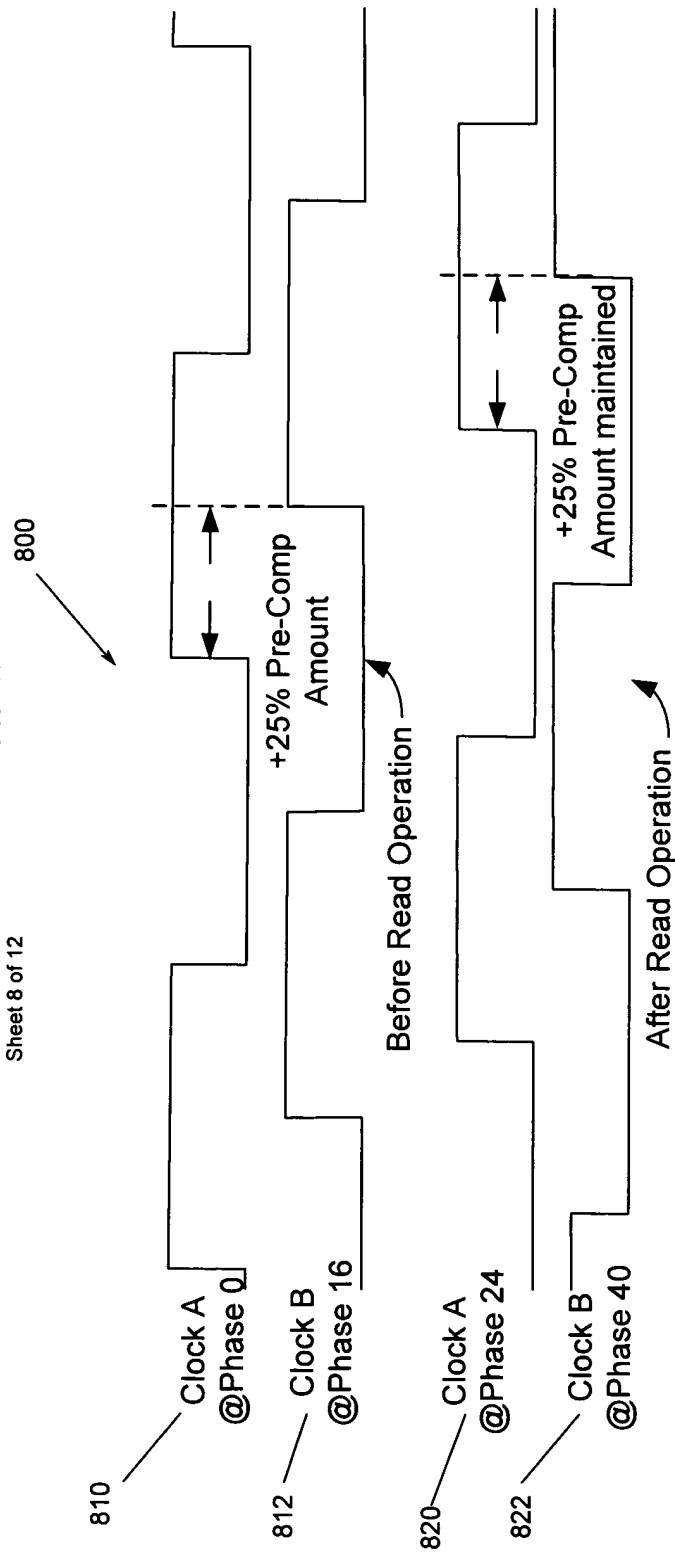 Sheet 8 of 12
800
810
Clock A
@Phase 0
+25% Pre-Comp
Amount
812
Clock B
@Phase 16
Before Read Operation
820
Clock A
@Phase 24
+25% Pre-Comp
Amount maintained
822
Clock B
@Phase 40
After Read Operation